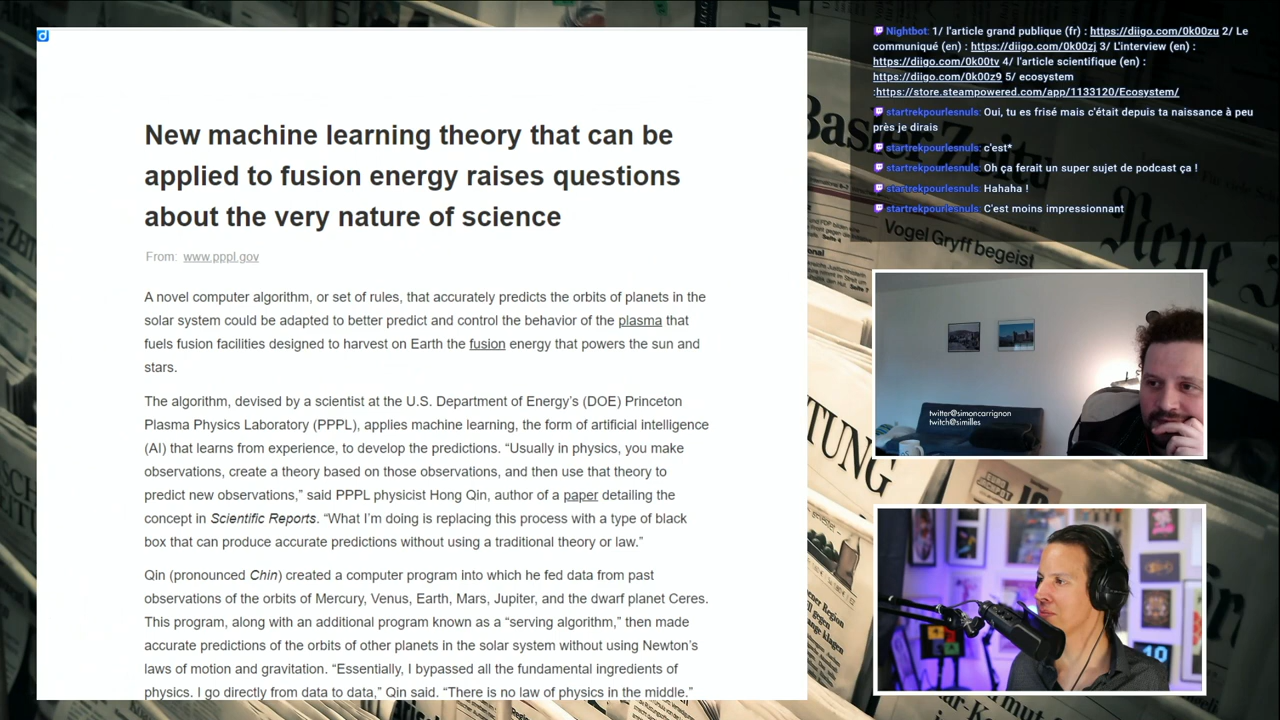 New machine learning theory that can be
applied to fusion energy raises questions
about the very nature of science
From: www.pppl.gov
A novel computer algorithm, or set of rules, that accurately predicts the orbits of planets in the
solar system could be adapted to better predict and control the behavior of the plasma that
fuels fusion facilities designed to harvest on Earth the fusion energy that powers the sun and
stars.
The algorithm, devised by a scientist at the U.S. Department of Energy’s (DOE) Princeton
Plasma Physics Laboratory (PPPL), applies machine learning, the form of artificial intelligence
(AI) that learns from experience, to develop the predictions. “Usually in physics, you make
observations, create a theory based on those observations, and then use that theory to
predict new observations,” said PPPL physicist Hong Qin, author of a paper detailing the
concept in Scientific Reports. “What I’m doing is replacing this process with a type of black
box that can produce accurate predictions without using a traditional theory or law.”
Qin (pronounced Chin) created a computer program into which he fed data from past
observations of the orbits of Mercury, Venus, Earth, Mars, Jupiter, and the dwarf planet Ceres.
This program, along with an additional program known as a “serving algorithm,” then made
accurate predictions of the orbits of other planets in the solar system without using Newton’s
laws of motion and gravitation. “Essentially, I bypassed all the fundamental ingredients of
physics. I go directly from data to data,” Qin said. “There is no law of physics in the middle.”
Nightbot: 1/ l'article grand publique (fr) : https://diigo.com/0k00zu 2/ Le
communiqué (en) : https://diigo.com/0k00zj 3/ L'interview (en) :
https://diigo.com/0k00tv 4/ l'article scientifique (en) :
https://diigo.com/0k00z9 5/ ecosystem
:https://store.steampowered.com/app/1133120/Ecosystem/
startrekpourlesnuls: Oui, tu es frisé mais c'était depuis ta naissance à peu
près je dirais
startrekpourlesnuls: c'est*
startrekpourlesnuls: Oh ça ferait un super sujet de podcast ça !
startrekpourlesnuls: Hahaha !
startrekpourlesnuls: C'est moins impressionnant
Vogel Gryff begeist
Neue
TUNG
twitter@simoncarrignon
twitch@similles
10